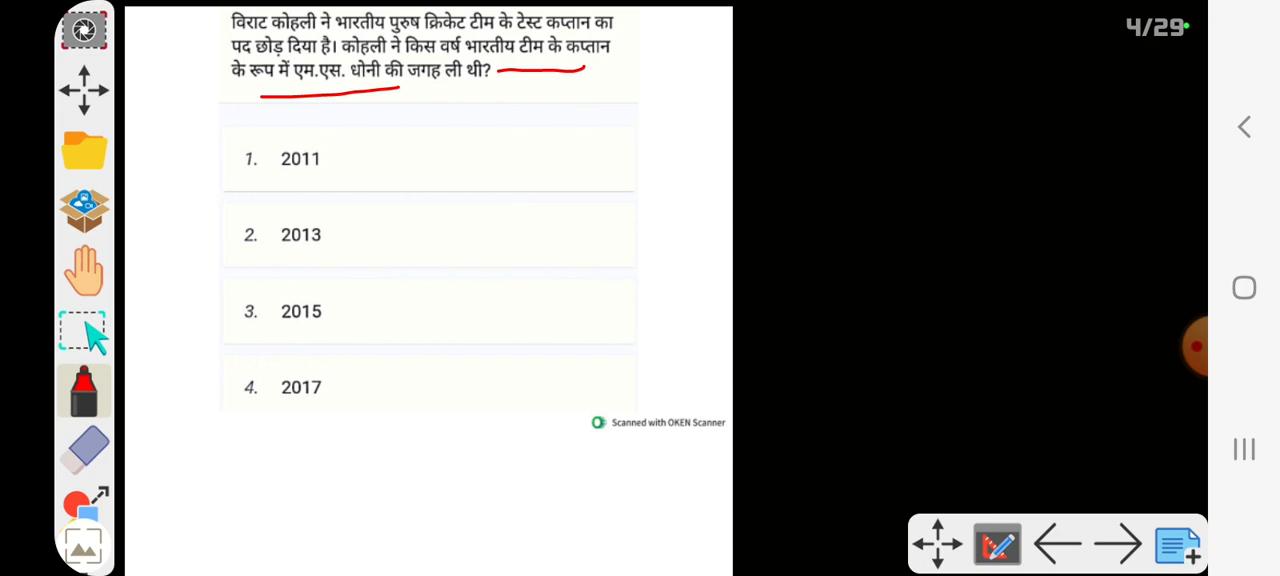 विराट कोहली ने भारतीय पुरुष क्रिकेट टीम के टेस्ट कप्तान का
पद छोड़ दिया है। कोहली ने किस वर्ष भारतीय टीम के कप्तान
के रूप में एम.एस. धोनी की जगह ली थी?
1. 2011
2. 2013
3. 2015
4. 2017
Scanned with OKEN Scanner
4/29